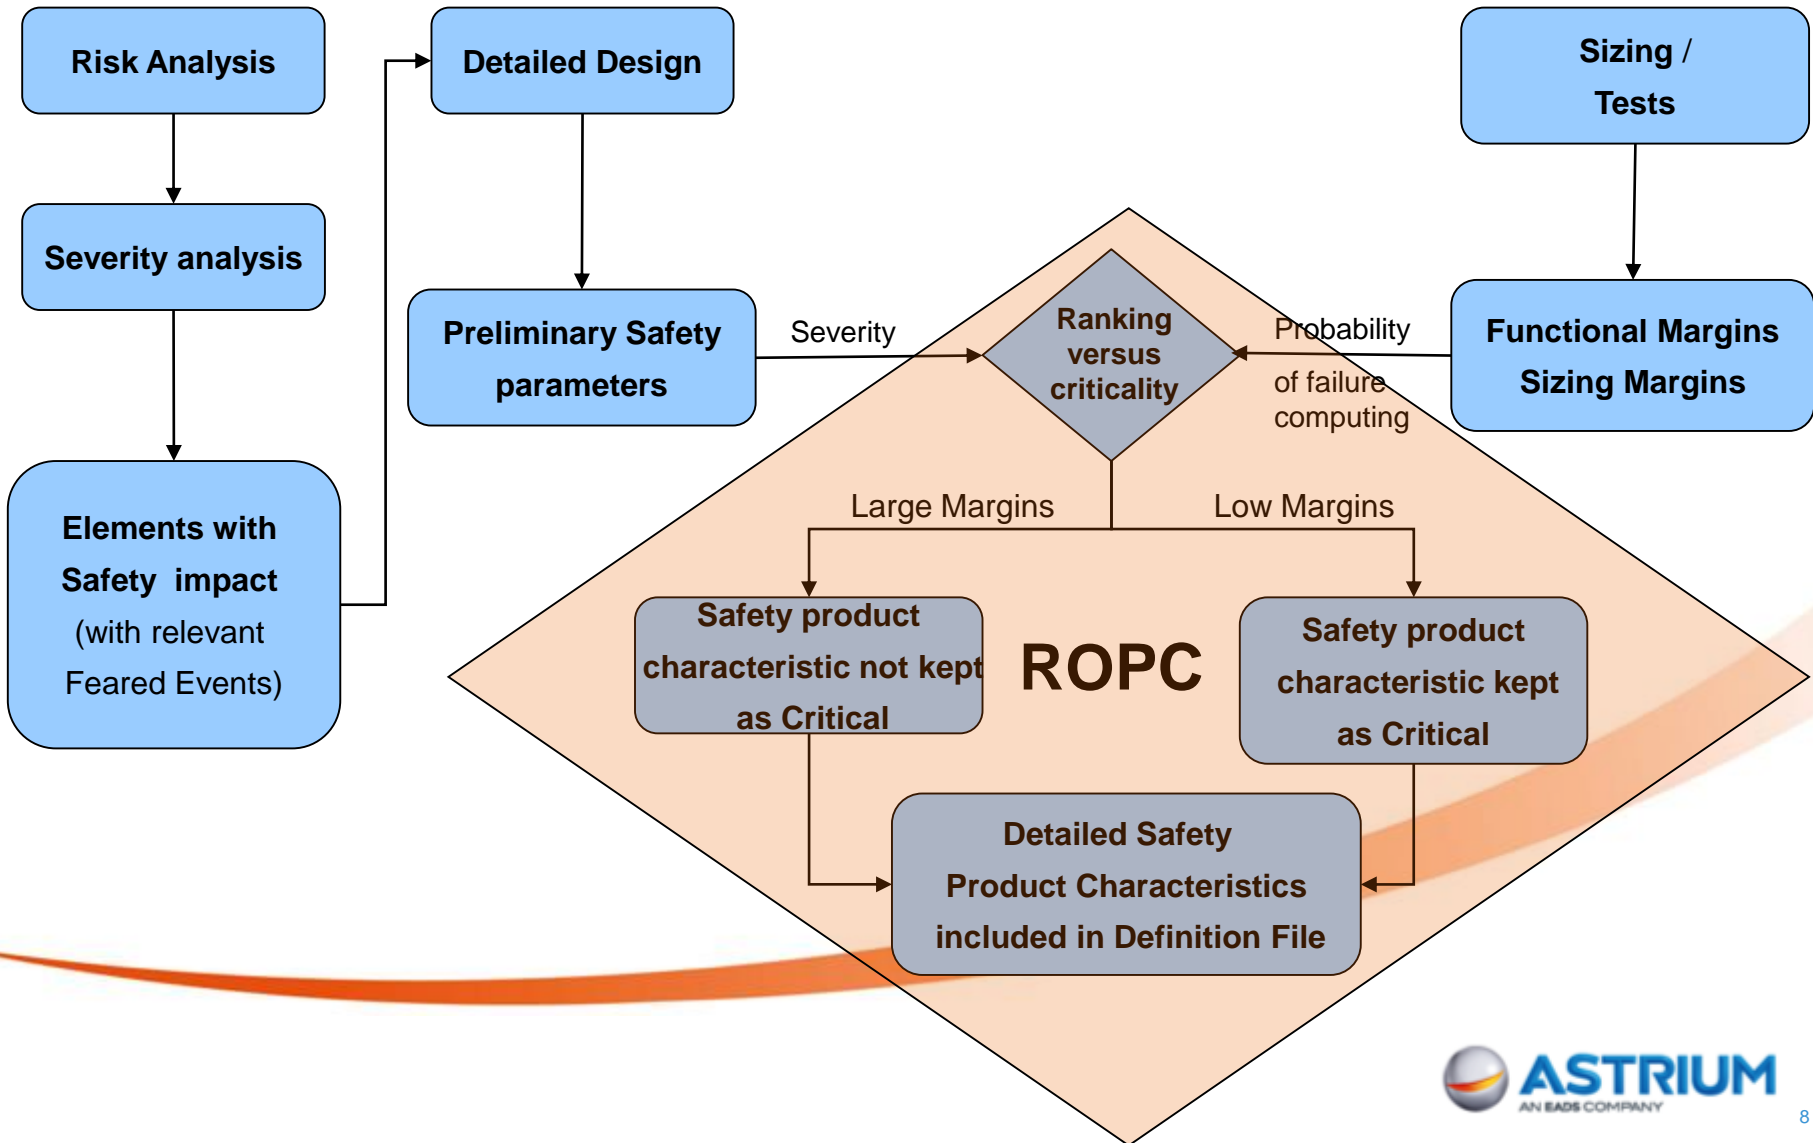 Risk Analysis
Severity analysis
Elements with
Safety impact
(with relevant
Feared Events)
Detailed Design
Preliminary Safety
parameters
Severity
Ranking
versus
criticality
Probability
of failure
computing
Sizing /
Tests
Functional Margins
Sizing Margins
Large Margins
Low Margins
Safety product
characteristic not kept
as Critical
ROPC
Safety product
characteristic kept
as Critical
Detailed Safety
Product Characteristics
included in Definition File
ASTRIUM
AN EADS COMPANY
8